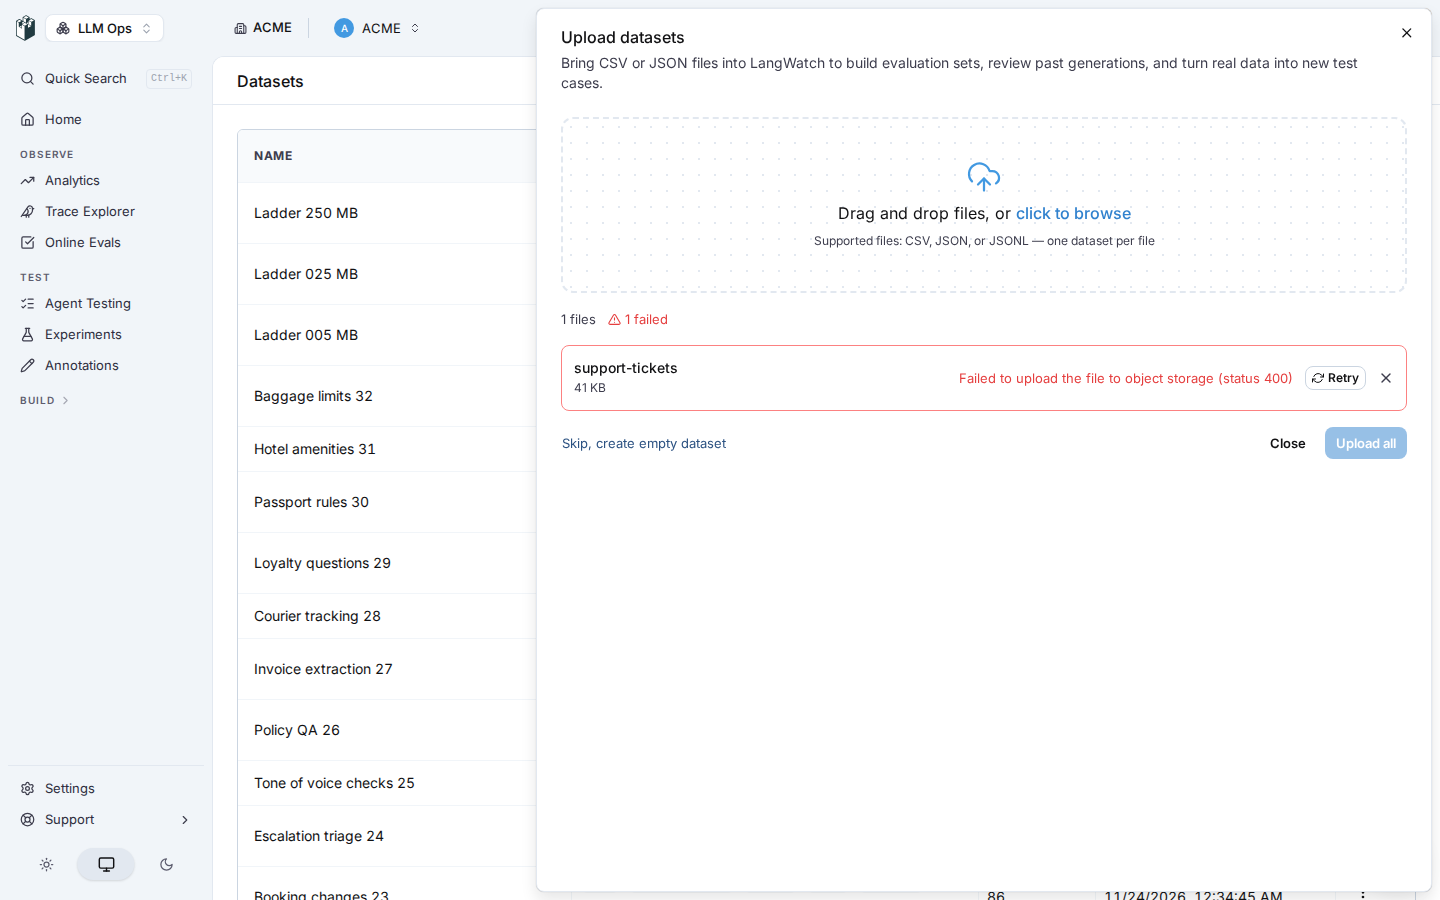 LLM Ops
ACME
A ACME
Quick Search Ctrl+K
Home
OBSERVE
Analytics
Trace Explorer
Online Evals
TEST
Agent Testing
Experiments
Annotations
BUILD
Settings
Support
Datasets
NAME
Ladder 250 MB
Ladder 025 MB
Ladder 005 MB
Baggage limits 32
Hotel amenities 31
Passport rules 30
Loyalty questions 29
Courier tracking 28
Invoice extraction 27
Policy QA 26
Tone of voice checks 25
Escalation triage 24
Booking changes 23 86 11/24/2026, 12:34:45 AM
Upload datasets
Bring CSV or JSON files into LangWatch to build evaluation sets, review past generations, and turn real data into new test
cases.
Drag and drop files, or click to browse
Supported files: CSV, JSON, or JSONL — one dataset per file
1 files 1 failed
support-tickets
41 KB
Failed to upload the file to object storage (status 400) Retry
Skip, create empty dataset Close Upload all